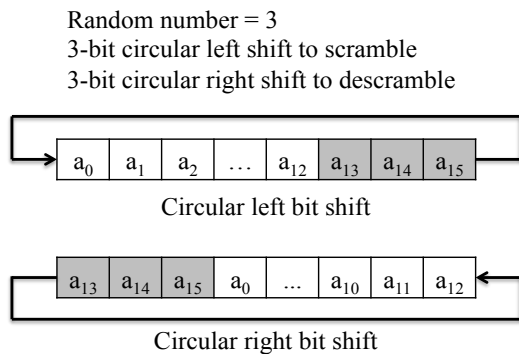 Random number = 3
3-bit circular left shift to scramble
3-bit circular right shift to descramble
a₀ a₁ a₂ … a₁₂ a₁₃ a₁₄ a₁₅
Circular left bit shift
a₁₃ a₁₄ a₁₅ a₀ ... a₁₀ a₁₁ a₁₂
Circular right bit shift